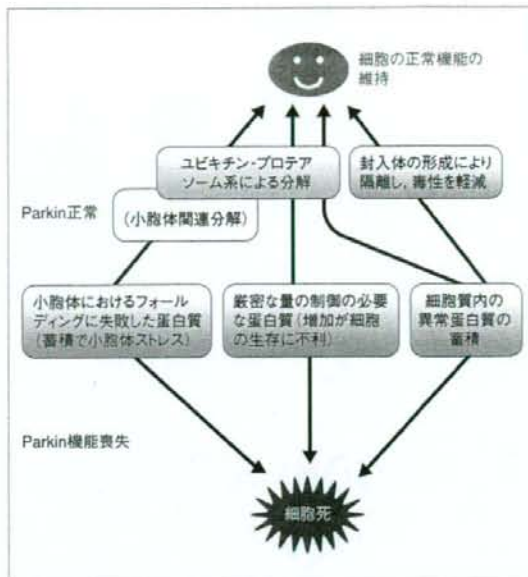 細胞の正常機能の
維持
ユビキチン・プロテア
ソーム系による分解
封入体の形成により
隔離し，毒性を軽減
Parkin正常
(小胞体関連分解)
小胞体におけるフォール
ディングに失敗した蛋白質
(蓄積で小胞体ストレス)
厳密な量の制御の必要
な蛋白質(増加が細胞
の生存に不利)
細胞質内の
異常蛋白質の
蓄積
Parkin機能喪失
細胞死